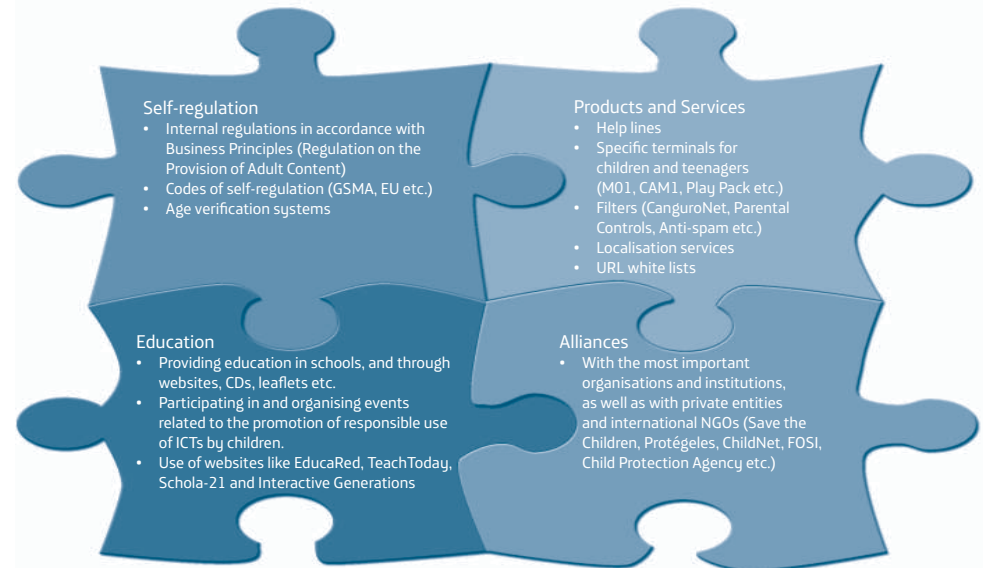 Self-regulation
• Internal regulations in accordance with
Business Principles (Regulation on the
Provision of Adult Content)
• Codes of self-regulation (GSMA, EU etc.)
• Age verification systems
Products and Services
• Help lines
• Specific terminals for
children and teenagers
(M01, CAM1, Play Pack etc.)
• Filters (CanguroNet, Parental
Controls, Anti-spam etc.)
• Localisation services
• URL white lists
Education
• Providing education in schools, and through
websites, CDs, leaflets etc.
• Participating in and organising events
related to the promotion of responsible use
of ICTs by children.
• Use of websites like EducaRed, TeachToday,
Schola-21 and Interactive Generations
Alliances
• With the most important
organisations and institutions,
as well as with private entities
and international NGOs (Save the
Children, Protégeles, ChildNet, FOSI,
Child Protection Agency etc.)